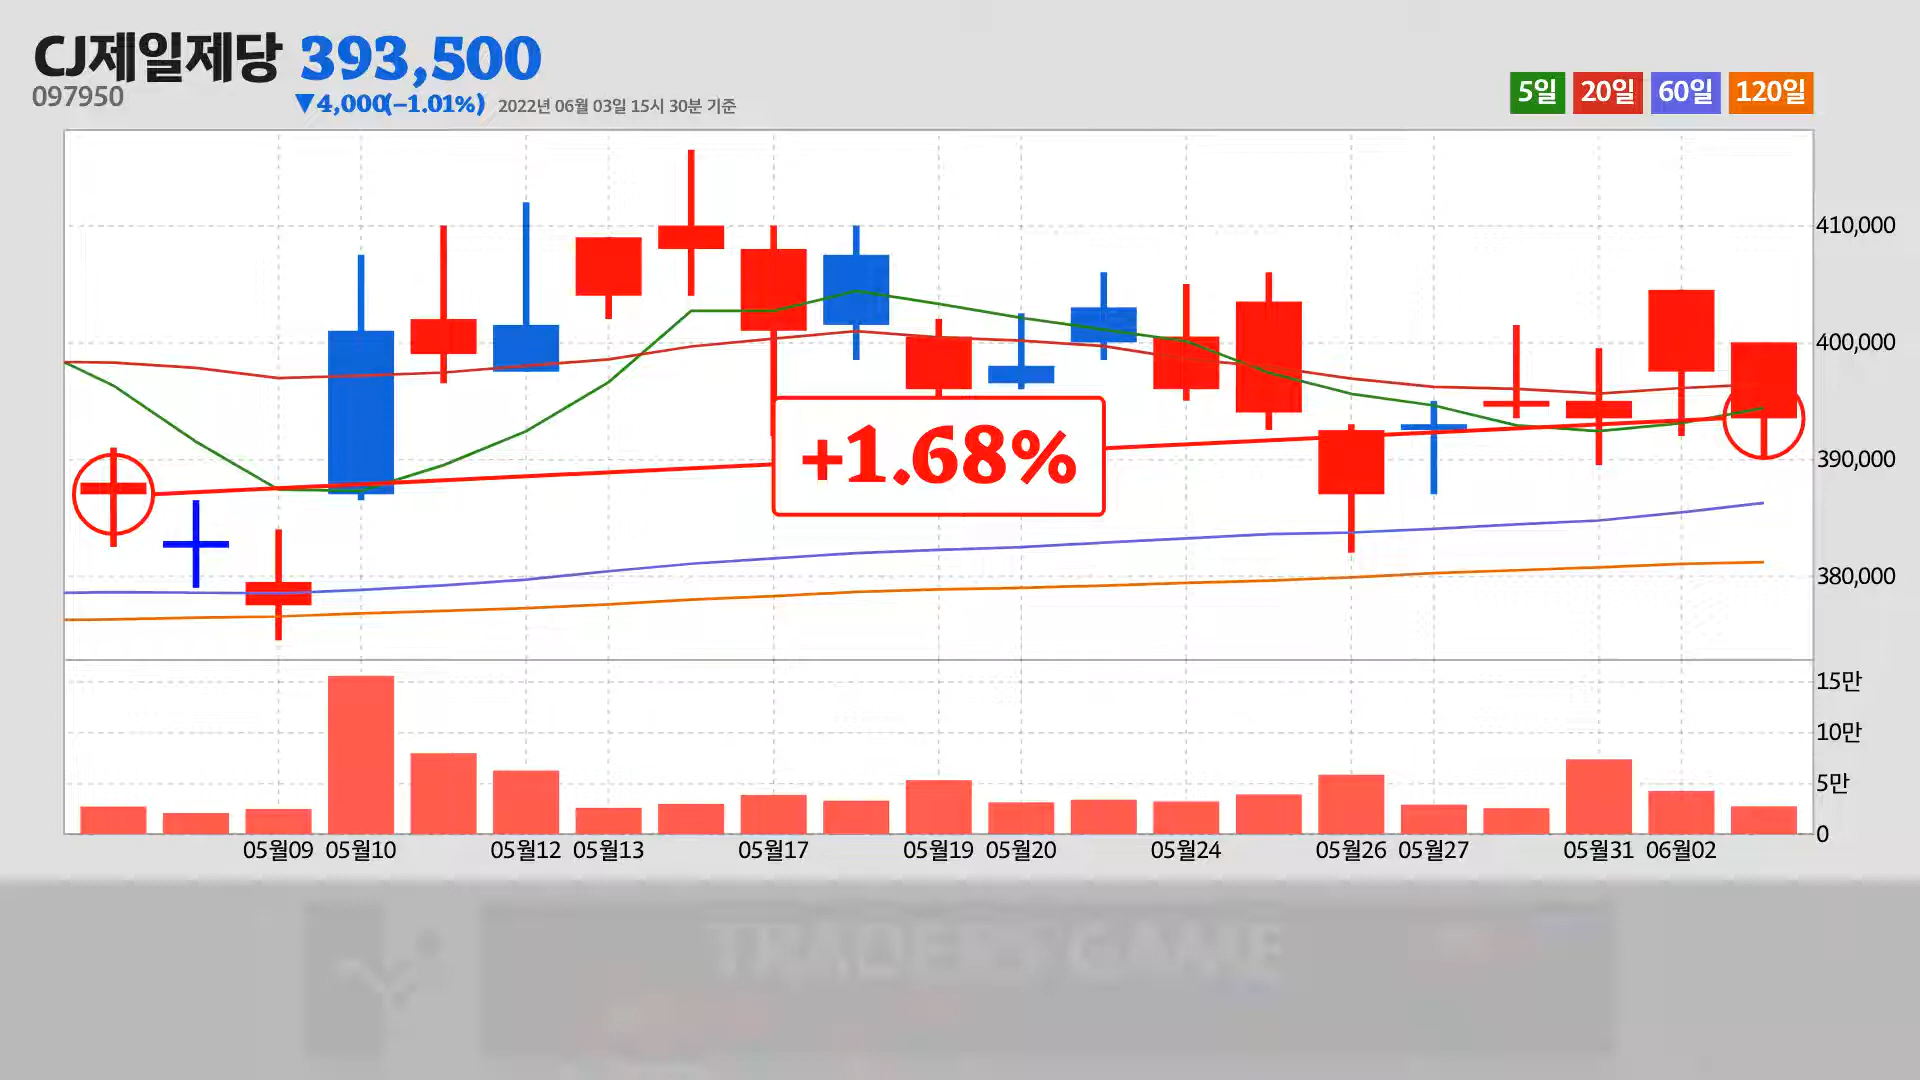 CJ제일제당 393,500
097950
▼4,000(-1.01%) 2022년 06월 03일 15시 30분 기준
5일 20일 60일 120일
410,000
400,000
+1.68%
390,000
380,000
15만
10만
5만
0
05월09 05월10 05월12 05월13 05월17 05월19 05월20 05월24 05월26 05월27 05월31 06월02
TRADERS GAME